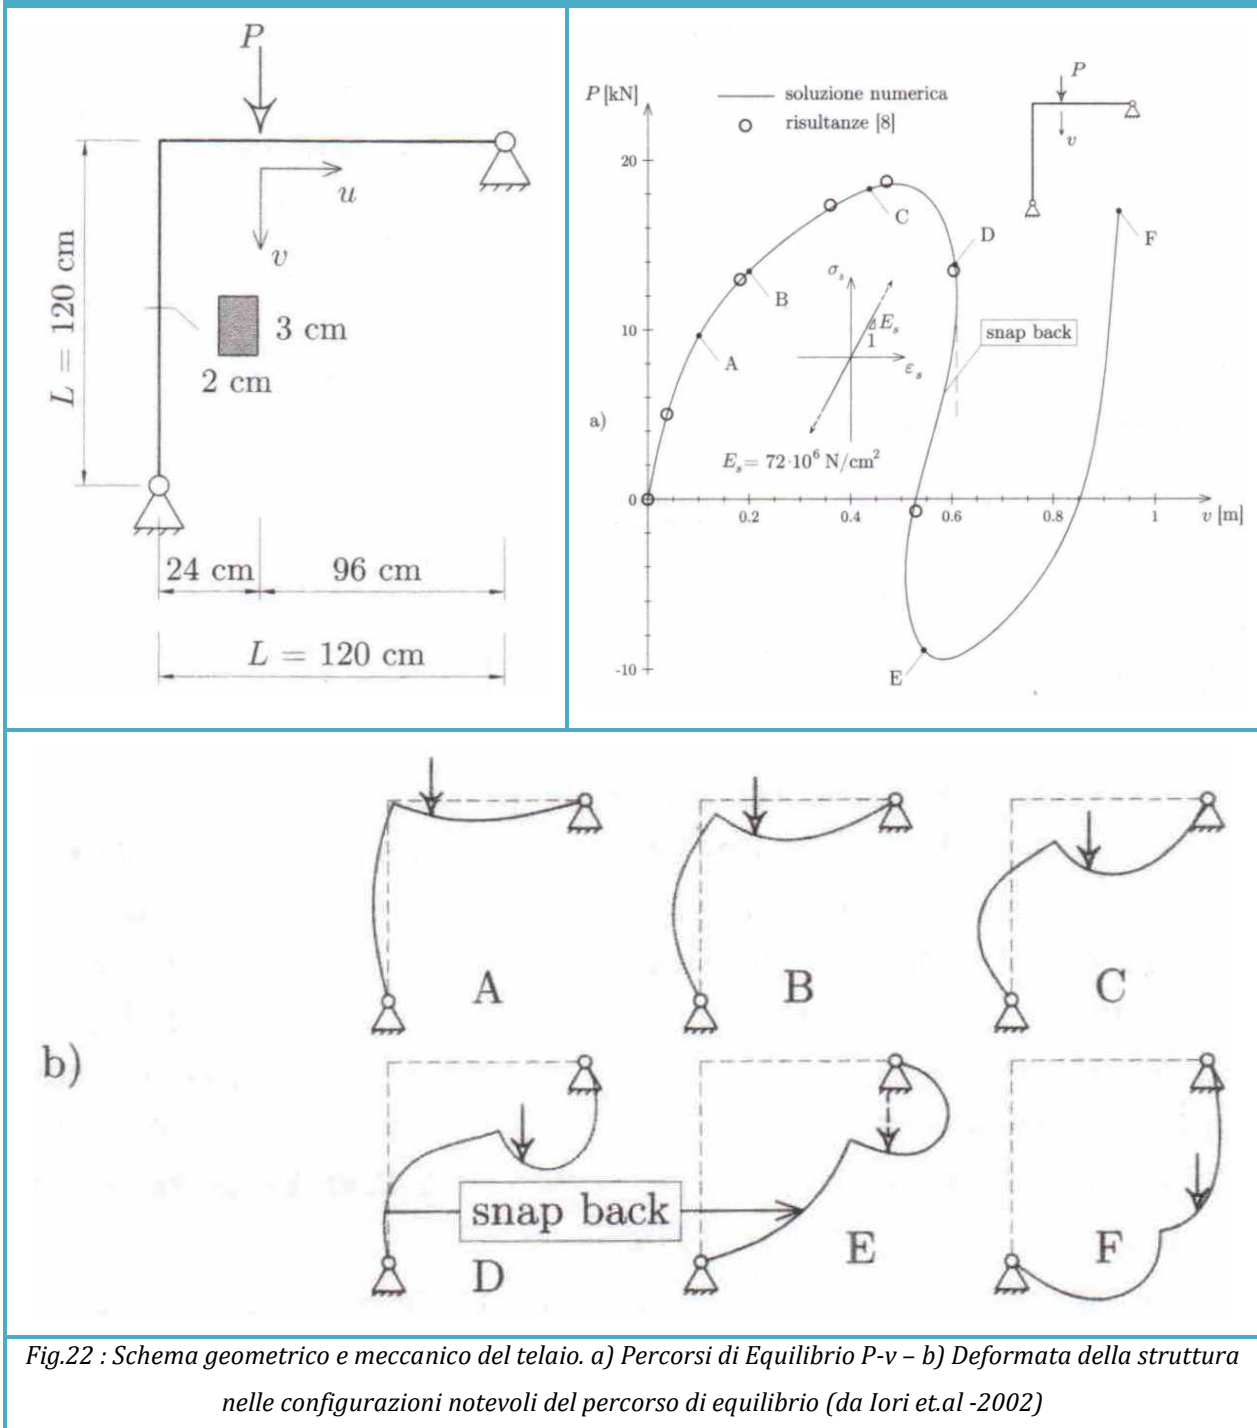 P
u
v
L = 120 cm
3 cm
2 cm
24 cm
96 cm
L = 120 cm
P [kN]
soluzione numerica
risultanze [8]
P
v
20
10
0
-10
0.2
0.4
0.6
0.8
1
v [m]
A
B
C
D
E
F
σs
Es
1
εs
snap back
a)
Es = 72·10⁶ N/cm²
A
B
C
b)
snap back
D
E
F
Fig.22 : Schema geometrico e meccanico del telaio. a) Percorsi di Equilibrio P-v – b) Deformata della struttura
nelle configurazioni notevoli del percorso di equilibrio (da Iori et.al -2002)